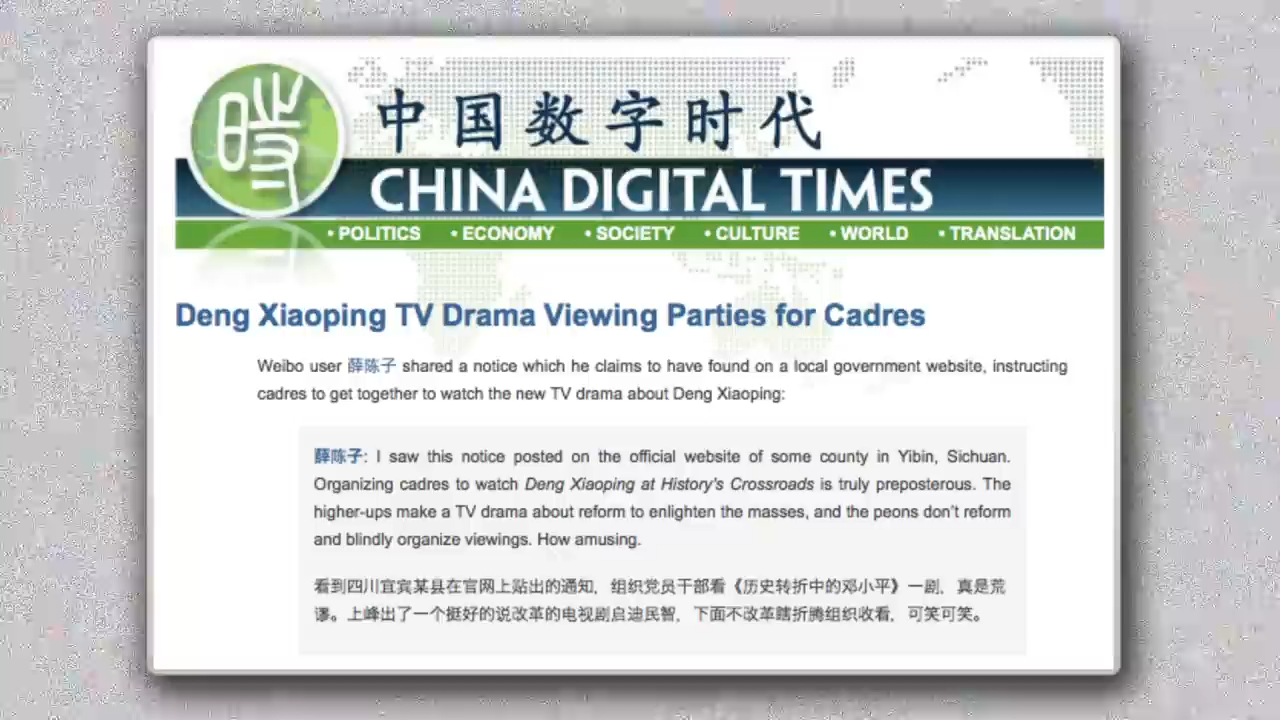 时
中国数字时代
CHINA DIGITAL TIMES
• POLITICS • ECONOMY • SOCIETY • CULTURE • WORLD • TRANSLATION
Deng Xiaoping TV Drama Viewing Parties for Cadres
Weibo user 薛陈子 shared a notice which he claims to have found on a local government website, instructing
cadres to get together to watch the new TV drama about Deng Xiaoping:
薛陈子: I saw this notice posted on the official website of some county in Yibin, Sichuan.
Organizing cadres to watch Deng Xiaoping at History's Crossroads is truly preposterous. The
higher-ups make a TV drama about reform to enlighten the masses, and the peons don't reform
and blindly organize viewings. How amusing.
看到四川宜宾某县在官网上贴出的通知，组织党员干部看《历史转折中的邓小平》一剧，真是荒
谬。上峰出了一个挺好的说改革的电视剧启迪民智，下面不改革瞎折腾组织收看，可笑可笑。